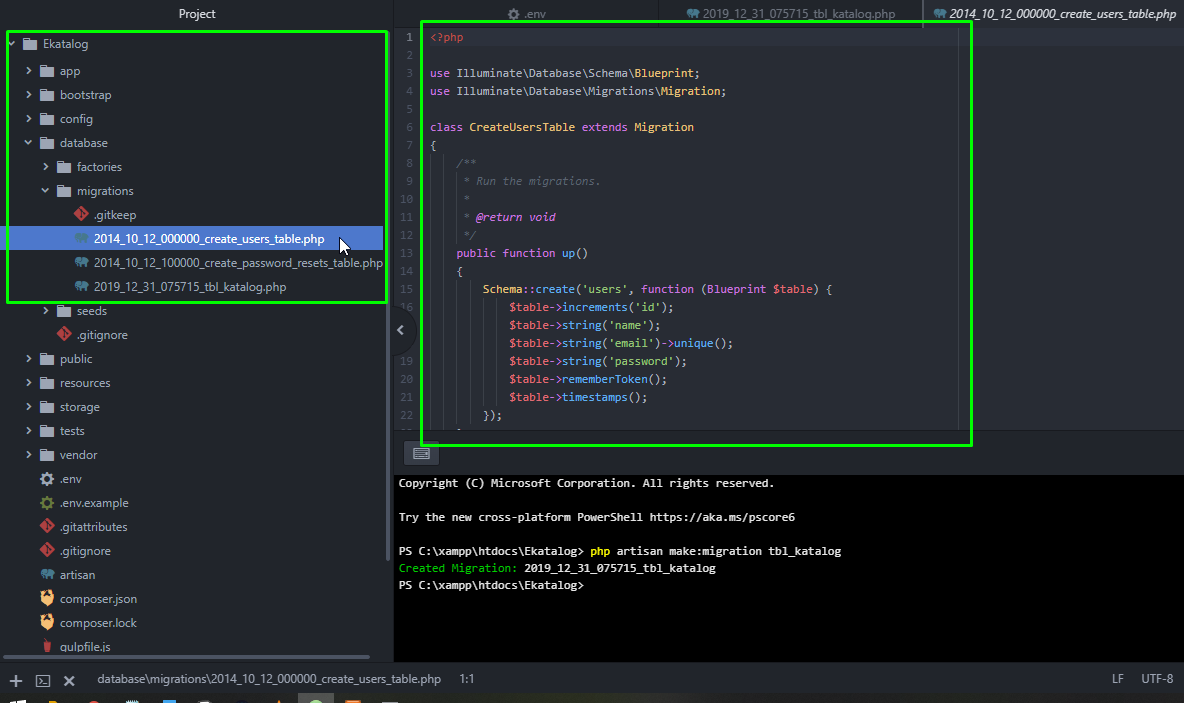 Project
.env
2019_12_31_075715_tbl_katalog.php
2014_10_12_000000_create_users_table.php
Ekatalog
app
bootstrap
config
database
factories
migrations
.gitkeep
2014_10_12_000000_create_users_table.php
2014_10_12_100000_create_password_resets_table.php
2019_12_31_075715_tbl_katalog.php
seeds
.gitignore
public
resources
storage
tests
vendor
.env
.env.example
.gitattributes
.gitignore
artisan
composer.json
composer.lock
gulpfile.js
1 <?php
2
3 use Illuminate\Database\Schema\Blueprint;
4 use Illuminate\Database\Migrations\Migration;
5
6 class CreateUsersTable extends Migration
7 {
8 /**
9 * Run the migrations.
10 *
11 * @return void
12 */
13 public function up()
14 {
15 Schema::create('users', function (Blueprint $table) {
16 $table->increments('id');
$table->string('name');
$table->string('email')->unique();
19 $table->string('password');
20 $table->rememberToken();
21 $table->timestamps();
22 });
Copyright (C) Microsoft Corporation. All rights reserved.
Try the new cross-platform PowerShell https://aka.ms/pscore6
PS C:\xampp\htdocs\Ekatalog> php artisan make:migration tbl_katalog
Created Migration: 2019_12_31_075715_tbl_katalog
PS C:\xampp\htdocs\Ekatalog>
database\migrations\2014_10_12_000000_create_users_table.php 1:1 LF UTF-8